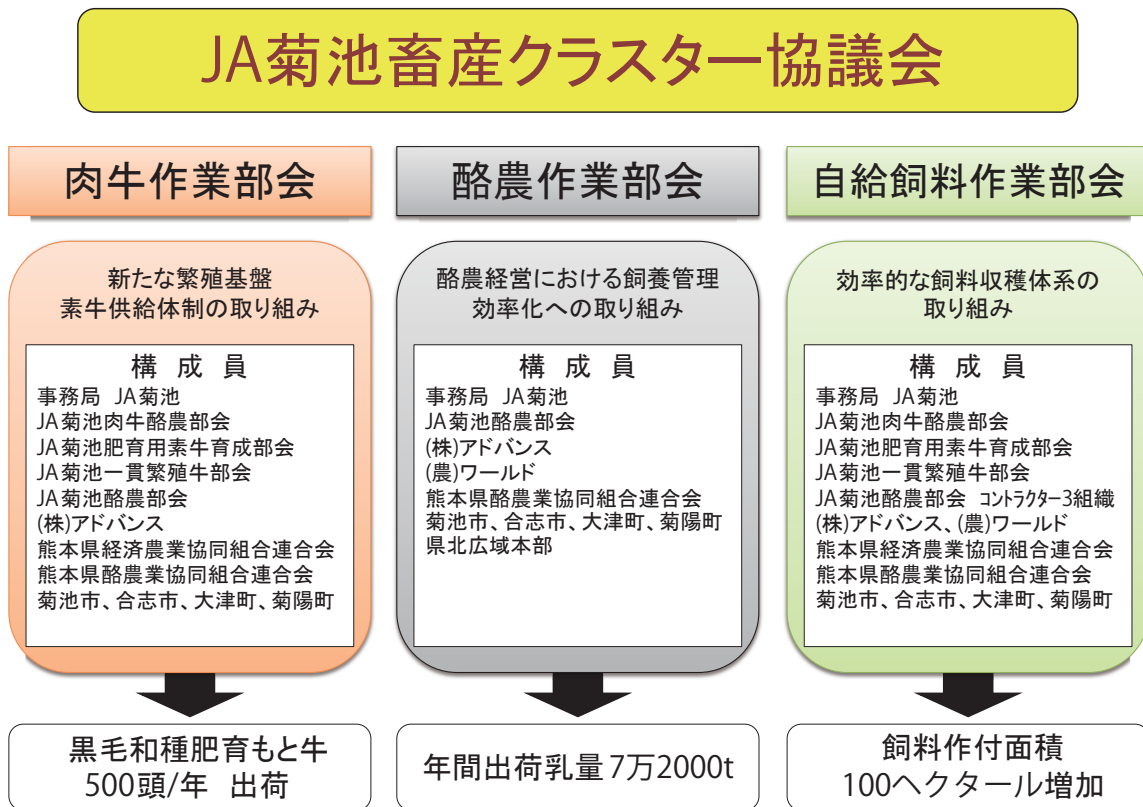 JA菊池畜産クラスター協議会
肉牛作業部会
新たな繁殖基盤
素牛供給体制の取り組み
構成員
事務局 JA菊池
JA菊池肉牛酪農部会
JA菊池肥育用素牛育成部会
JA菊池一貫繁殖牛部会
JA菊池酪農部会
(株)アドバンス
熊本県経済農業協同組合連合会
熊本県酪農業協同組合連合会
菊池市、合志市、大津町、菊陽町
黒毛和種肥育もと牛
500頭/年 出荷
酪農作業部会
酪農経営における飼養管理
効率化への取り組み
構成員
事務局 JA菊池
JA菊池酪農部会
(株)アドバンス
(農)ワールド
熊本県酪農業協同組合連合会
菊池市、合志市、大津町、菊陽町
県北広域本部
年間出荷乳量 7万2000t
自給飼料作業部会
効率的な飼料収穫体系の
取り組み
構成員
事務局 JA菊池
JA菊池肉牛酪農部会
JA菊池肥育用素牛育成部会
JA菊池一貫繁殖牛部会
JA菊池酪農部会 コントラクター3組織
(株)アドバンス、(農)ワールド
熊本県経済農業協同組合連合会
熊本県酪農業協同組合連合会
菊池市、合志市、大津町、菊陽町
飼料作付面積
100ヘクタール増加